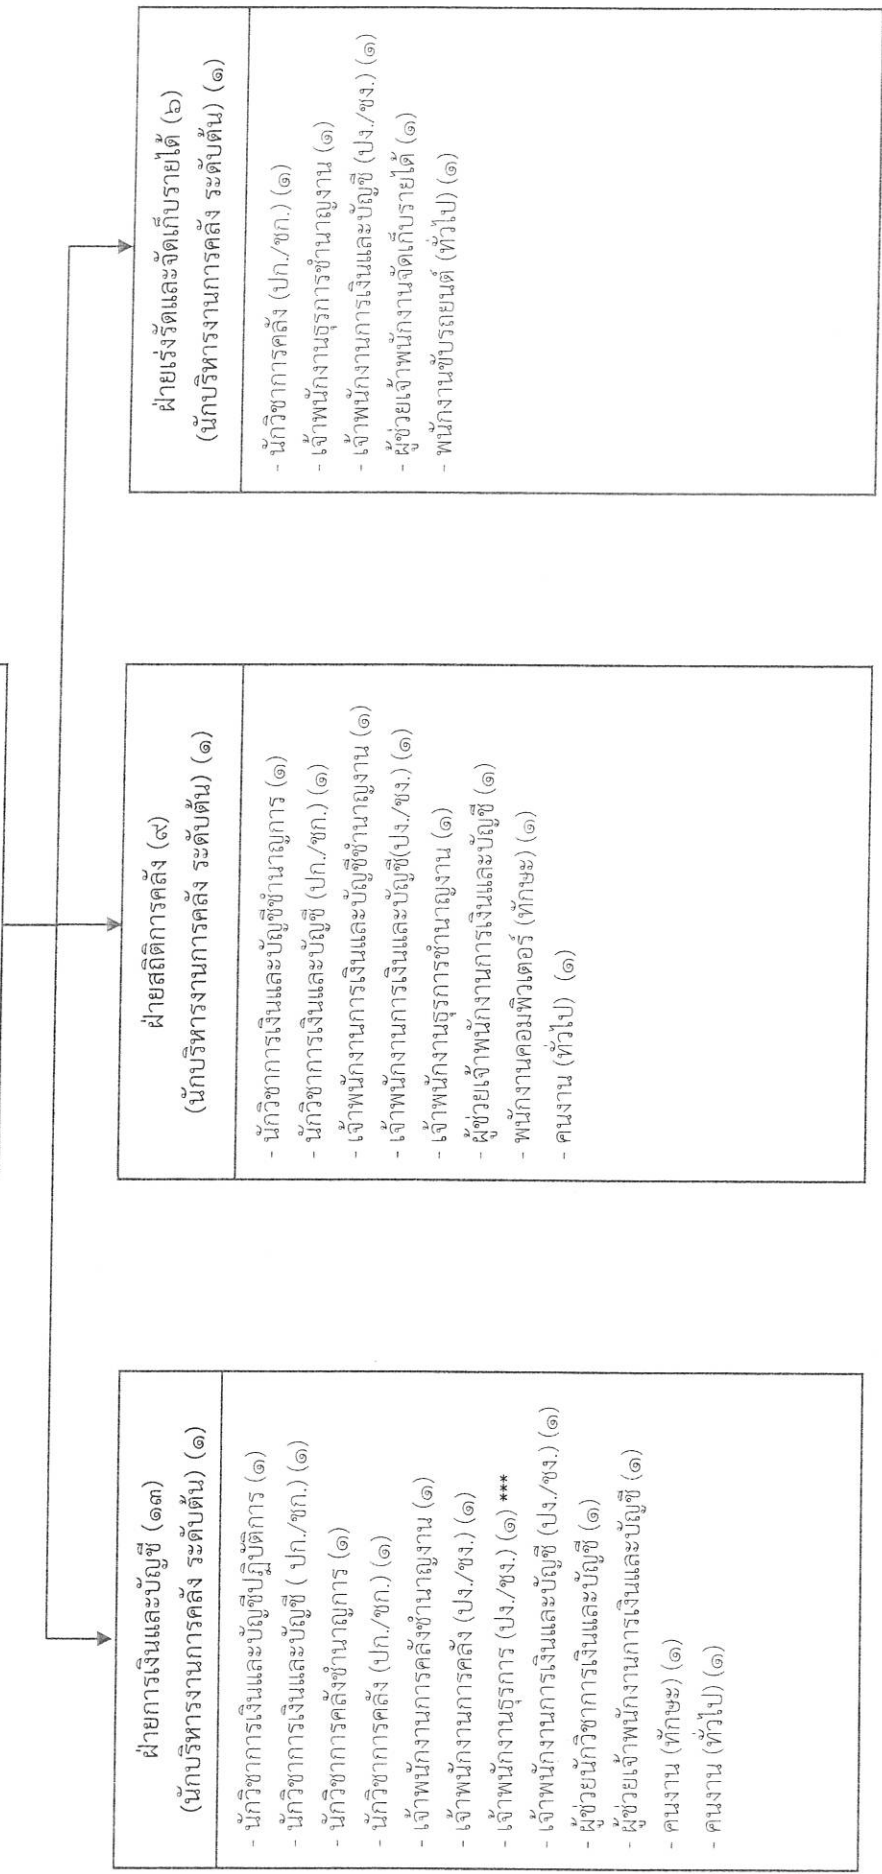 ฝ่ายการเงินและบัญชี (๑๓)
(นักบริหารงานการคลัง ระดับต้น) (๑)
- นักวิชาการเงินและบัญชีปฏิบัติการ (๑)
- นักวิชาการเงินและบัญชี ( ปก./ชก.) (๑)
- นักวิชาการคลังชำนาญการ (๑)
- นักวิชาการคลัง (ปก./ชก.) (๑)
- เจ้าพนักงานการคลังชำนาญงาน (๑)
- เจ้าพนักงานการคลัง (ปง./ชง.) (๑)
- เจ้าพนักงานธุรการ (ปง./ชง.) (๑) ***
- เจ้าพนักงานการเงินและบัญชี (ปง./ชง.) (๑)
- ผู้ช่วยนักวิชาการเงินและบัญชี (๑)
- ผู้ช่วยเจ้าพนักงานการเงินและบัญชี (๑)
- คนงาน (ทักษะ) (๑)
- คนงาน (ทั่วไป) (๑)
ฝ่ายสถิติการคลัง (๙)
(นักบริหารงานการคลัง ระดับต้น) (๑)
- นักวิชาการเงินและบัญชีชำนาญการ (๑)
- นักวิชาการเงินและบัญชี (ปก./ชก.) (๑)
- เจ้าพนักงานการเงินและบัญชีชำนาญงาน (๑)
- เจ้าพนักงานการเงินและบัญชี(ปง./ชง.) (๑)
- เจ้าพนักงานธุรการชำนาญงาน (๑)
- ผู้ช่วยเจ้าพนักงานการเงินและบัญชี (๑)
- พนักงานคอมพิวเตอร์ (ทักษะ) (๑)
- คนงาน (ทั่วไป) (๑)
ฝ่ายเร่งรัดและจัดเก็บรายได้ (๖)
(นักบริหารงานการคลัง ระดับต้น) (๑)
- นักวิชาการคลัง (ปก./ชก.) (๑)
- เจ้าพนักงานธุรการชำนาญงาน (๑)
- เจ้าพนักงานการเงินและบัญชี (ปง./ชง.) (๑)
- ผู้ช่วยเจ้าพนักงานจัดเก็บรายได้ (๑)
- พนักงานขับรถยนต์ (ทั่วไป) (๑)